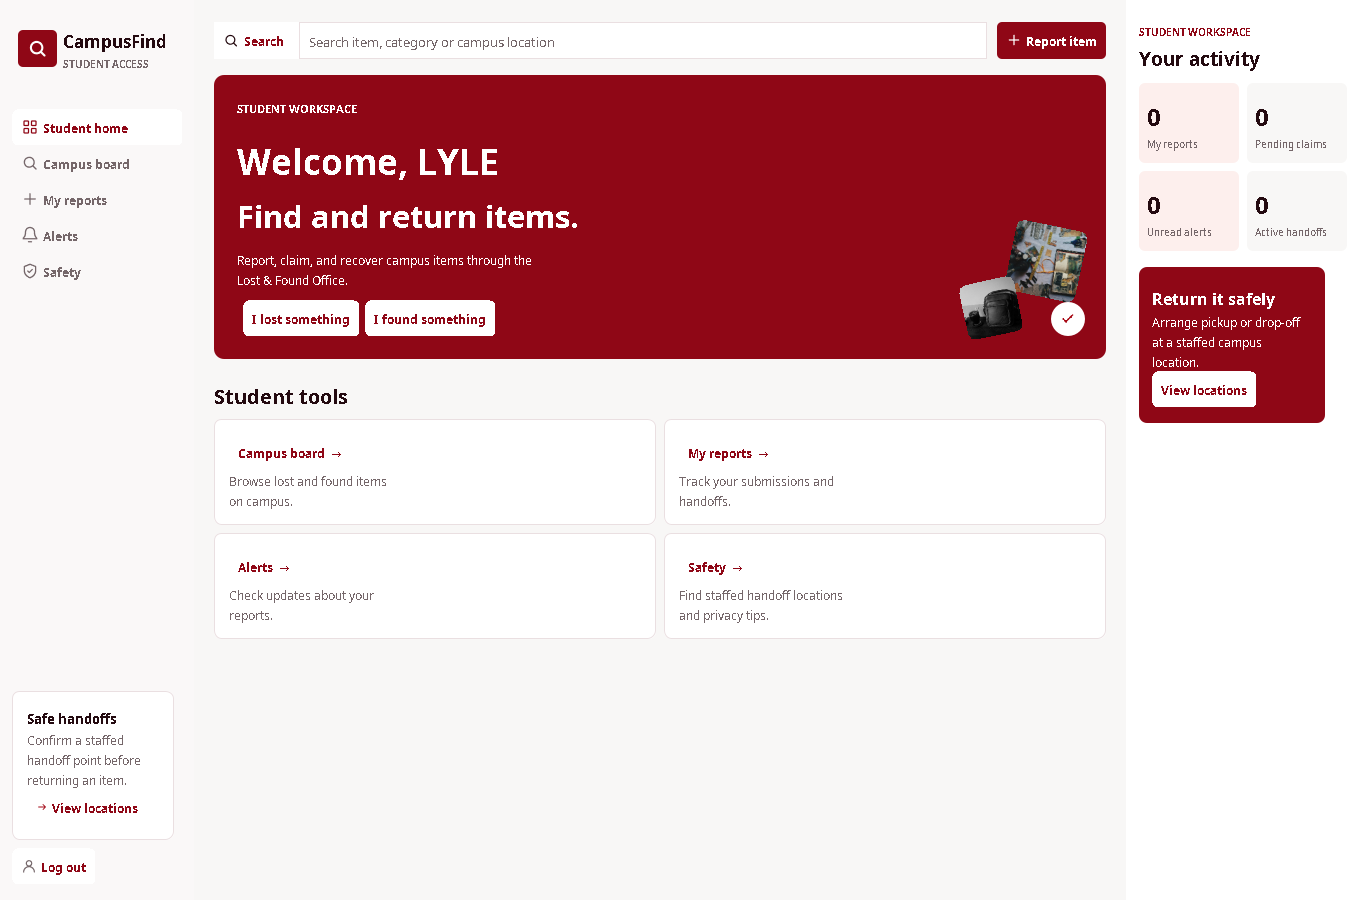 CampusFind
STUDENT ACCESS
Student home
Campus board
My reports
Alerts
Safety
Safe handoffs
Confirm a staffed
handoff point before
returning an item.
→ View locations
Log out
Search
Search item, category or campus location
+ Report item
STUDENT WORKSPACE
Welcome, LYLE
Find and return items.
Report, claim, and recover campus items through the
Lost & Found Office.
I lost something
I found something
Student tools
Campus board →
Browse lost and found items
on campus.
My reports →
Track your submissions and
handoffs.
Alerts →
Check updates about your
reports.
Safety →
Find staffed handoff locations
and privacy tips.
STUDENT WORKSPACE
Your activity
0
My reports
0
Pending claims
0
Unread alerts
0
Active handoffs
Return it safely
Arrange pickup or drop-off
at a staffed campus
location.
View locations